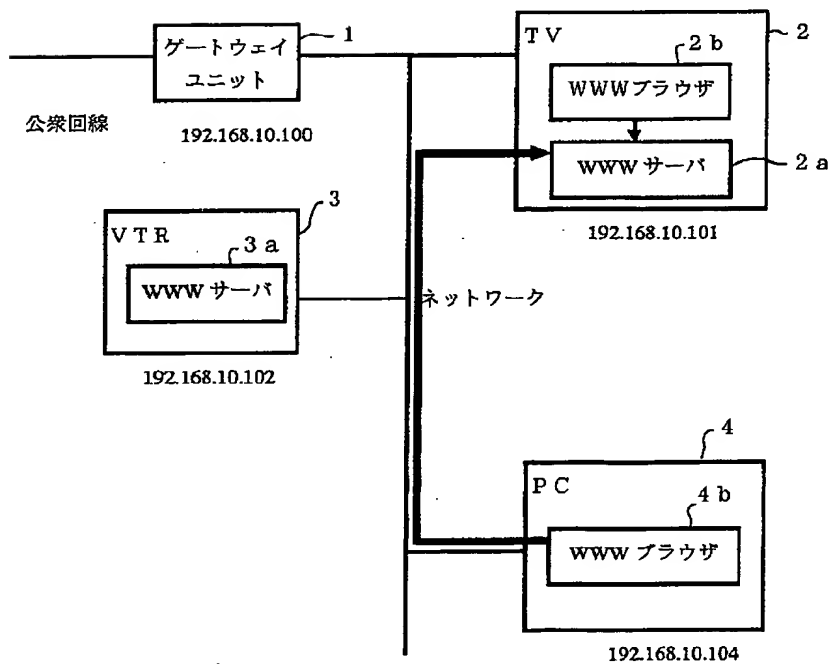 ゲートウェイ
ユニット
1
公衆回線
192.168.10.100
TV
2
2b
WWWブラウザ
WWWサーバ
2a
192.168.10.101
VTR
3
3a
WWWサーバ
192.168.10.102
ネットワーク
PC
4
4b
WWWブラウザ
192.168.10.104